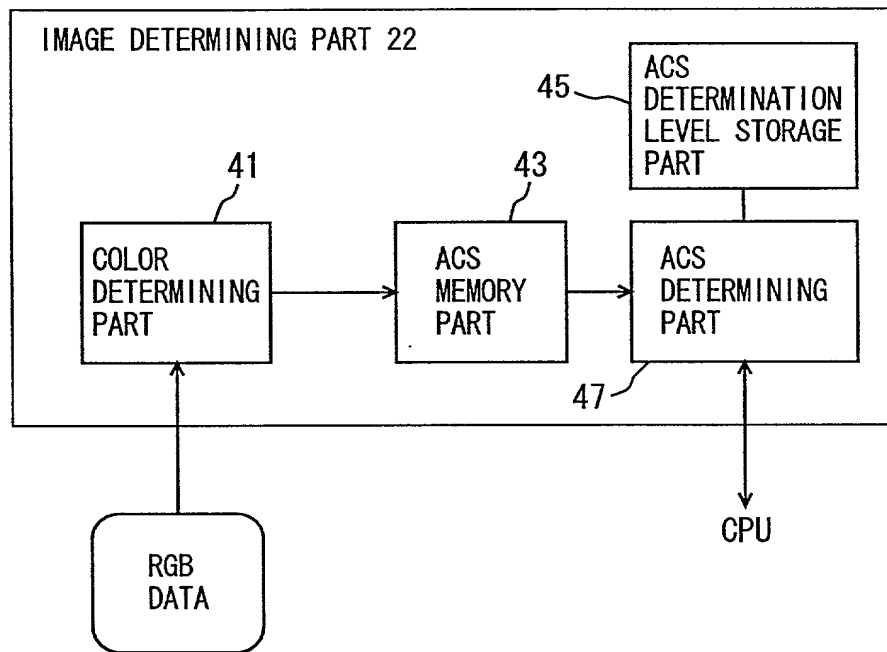 IMAGE DETERMINING PART 22
45
ACS
DETERMINATION
LEVEL STORAGE
PART
41
COLOR
DETERMINING
PART
43
ACS
MEMORY
PART
ACS
DETERMINING
PART
47
RGB
DATA
CPU